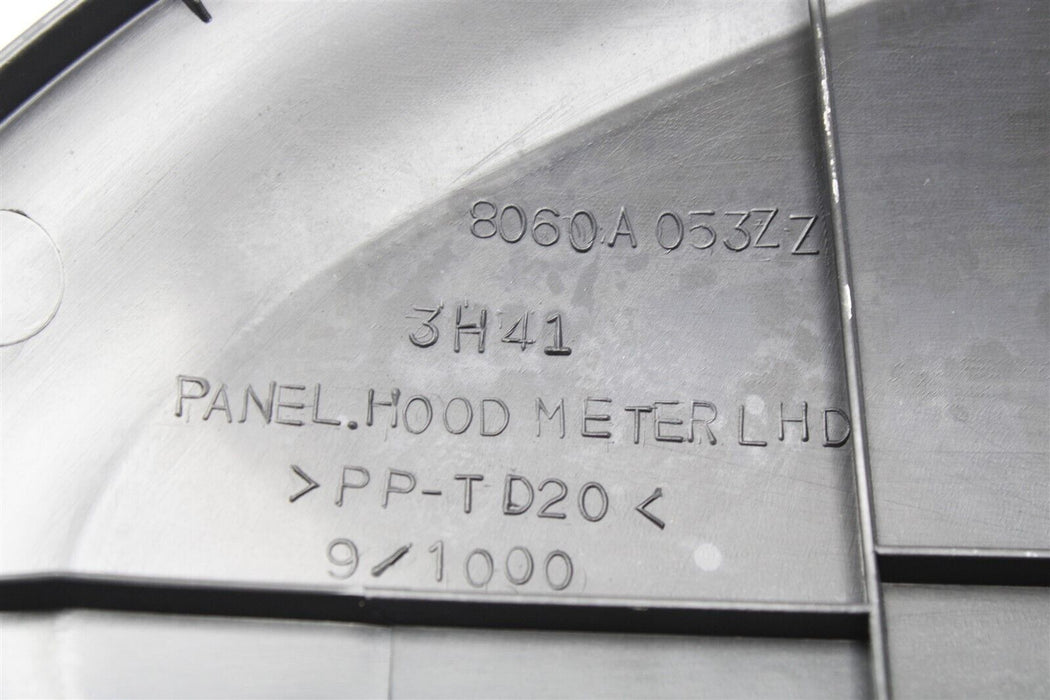 8060A053ZZ
3H41
PANEL.HOOD METER LHD
>PP-TD20<
9/1000